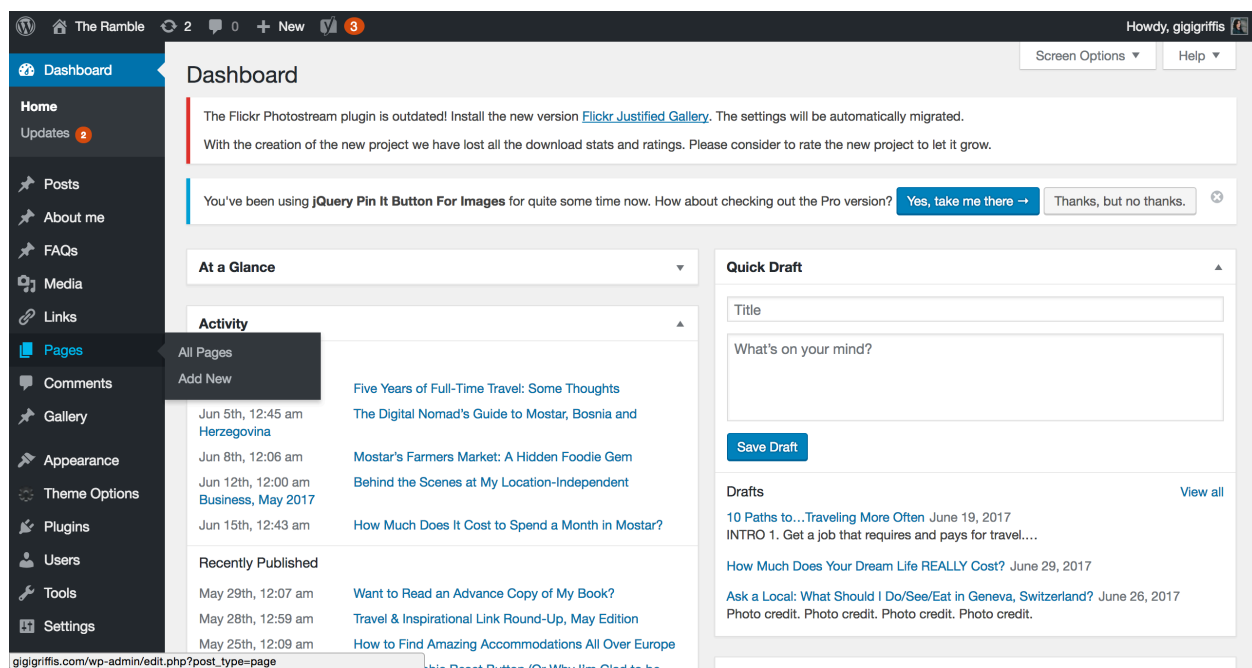 The Ramble 2 0 New 3 Howdy, gigigriffis
Screen Options Help
Dashboard
Home
Updates 2
Posts
About me
FAQs
Media
Links
Pages
All Pages
Add New
Comments
Gallery
Appearance
Theme Options
Plugins
Users
Tools
Settings
Dashboard
The Flickr Photostream plugin is outdated! Install the new version Flickr Justified Gallery. The settings will be automatically migrated.
With the creation of the new project we have lost all the download stats and ratings. Please consider to rate the new project to let it grow.
You've been using jQuery Pin It Button For Images for quite some time now. How about checking out the Pro version? Yes, take me there → Thanks, but no thanks.
At a Glance
Activity
Five Years of Full-Time Travel: Some Thoughts
Jun 5th, 12:45 am The Digital Nomad's Guide to Mostar, Bosnia and
Herzegovina
Jun 8th, 12:06 am Mostar's Farmers Market: A Hidden Foodie Gem
Jun 12th, 12:00 am Behind the Scenes at My Location-Independent
Business, May 2017
Jun 15th, 12:43 am How Much Does It Cost to Spend a Month in Mostar?
Recently Published
May 29th, 12:07 am Want to Read an Advance Copy of My Book?
May 28th, 12:59 am Travel & Inspirational Link Round-Up, May Edition
May 25th, 12:09 am How to Find Amazing Accommodations All Over Europe
Quick Draft
Title
What's on your mind?
Save Draft
Drafts View all
10 Paths to…Traveling More Often June 19, 2017
INTRO 1. Get a job that requires and pays for travel.…
How Much Does Your Dream Life REALLY Cost? June 29, 2017
Ask a Local: What Should I Do/See/Eat in Geneva, Switzerland? June 26, 2017
Photo credit. Photo credit. Photo credit. Photo credit.
gigigriffis.com/wp-admin/edit.php?post_type=page